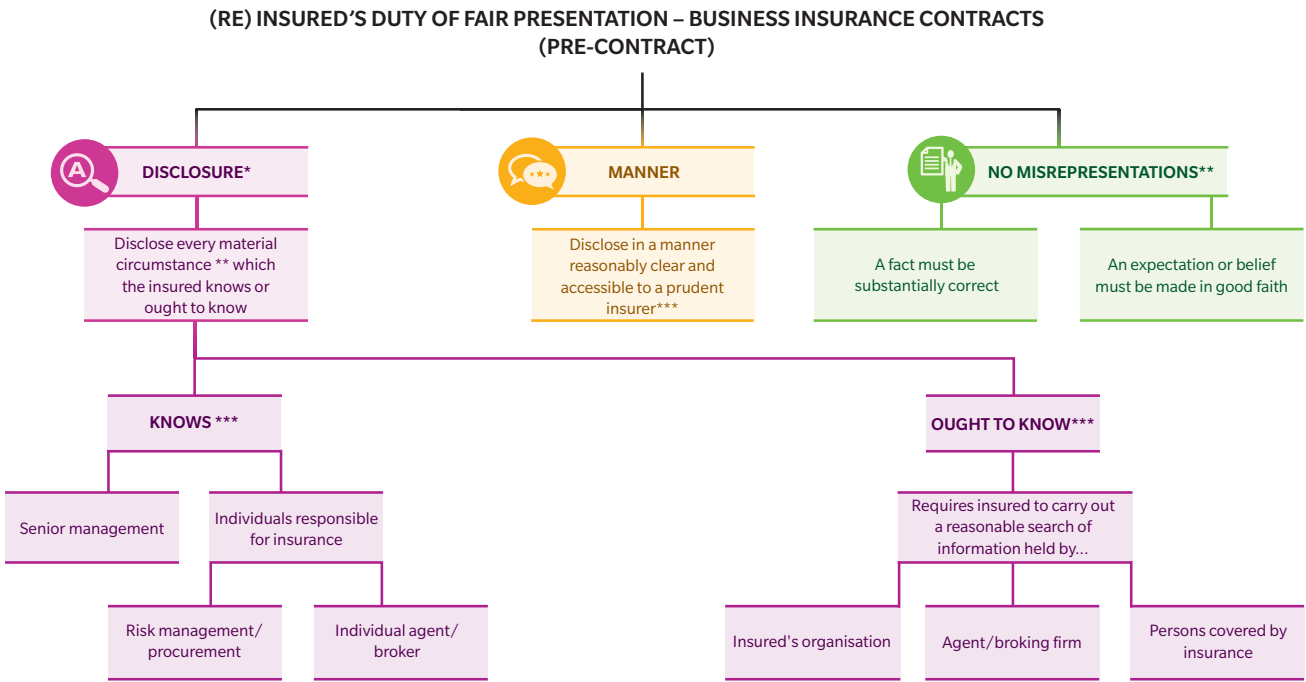 (RE) INSURED'S DUTY OF FAIR PRESENTATION – BUSINESS INSURANCE CONTRACTS
(PRE-CONTRACT)
A
DISCLOSURE*
MANNER
NO MISREPRESENTATIONS**
Disclose every material
circumstance ** which
the insured knows or
ought to know
Disclose in a manner
reasonably clear and
accessible to a prudent
insurer***
A fact must be
substantially correct
An expectation or belief
must be made in good faith
KNOWS ***
OUGHT TO KNOW***
Senior management
Individuals responsible
for insurance
Requires insured to carry out
a reasonable search of
information held by...
Risk management/
procurement
Individual agent/
broker
Insured's organisation
Agent/broking firm
Persons covered by
insurance